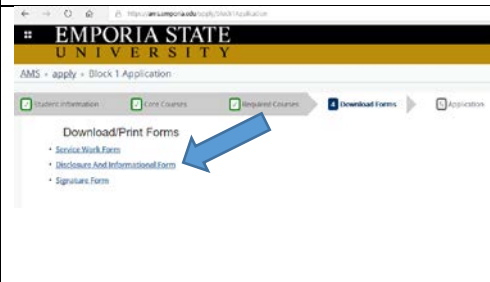 https://ams.emporia.edu/apply/block1Application
EMPORIA STATE
UNIVERSITY
AMS - apply - Block 1 Application
Student Information Core Courses Required Courses 4 Download Forms 5 Application
Download/Print Forms
• Service Work Form
• Disclosure And Informational Form
• Signature Form